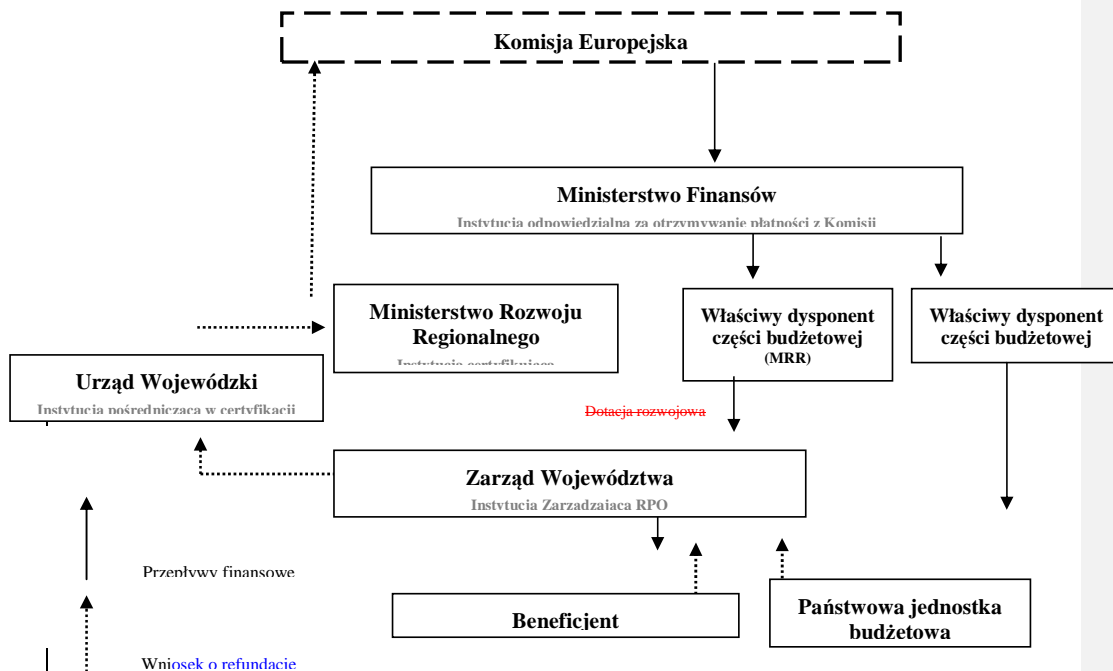 Komisja Europejska
Ministerstwo Finansów
Instytucja odpowiedzialna za otrzymywanie płatności z Komisji
Ministerstwo Rozwoju
Regionalnego
Instytucja certyfikująca
Właściwy dysponent
części budżetowej
(MRR)
Właściwy dysponent
części budżetowej
Urząd Wojewódzki
Instytucja pośrednicząca w certyfikacji
Dotacja rozwojowa
Zarząd Województwa
Instytucja Zarządzająca RPO
Przepływy finansowe
Beneficjent
Państwowa jednostka
budżetowa
Wniosek o refundację